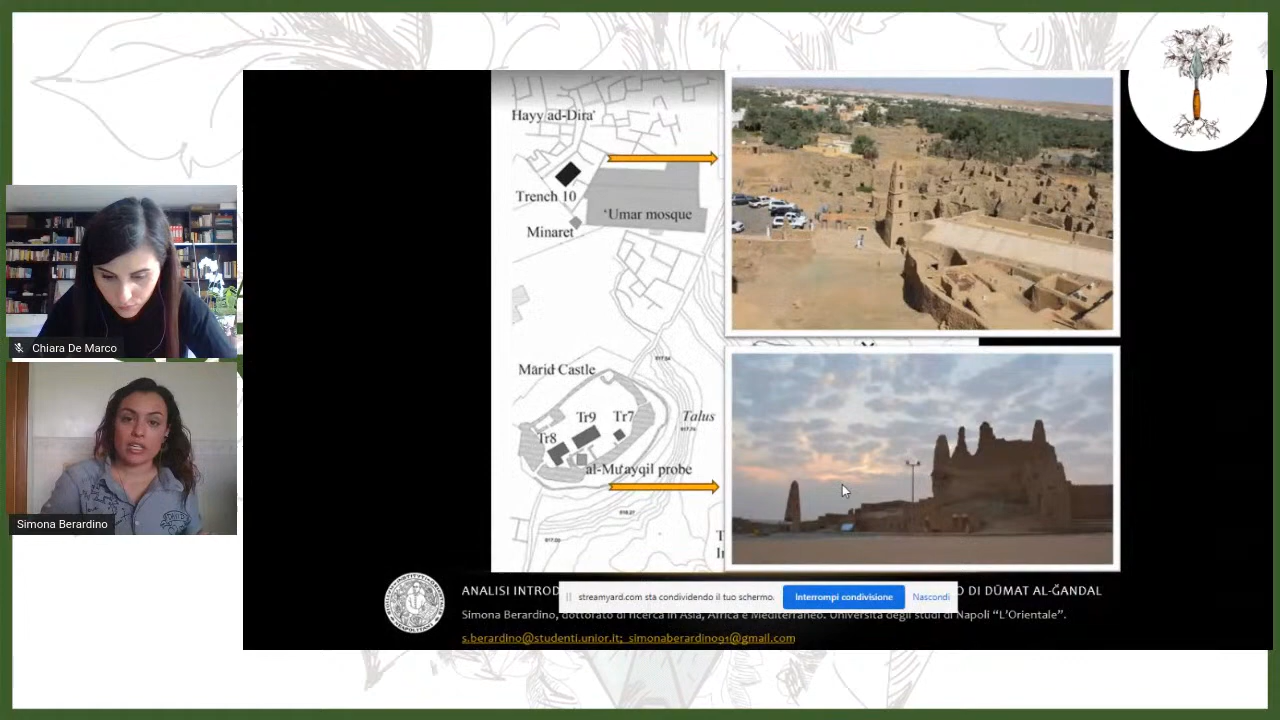 Hayy ad-Dira'
Trench 10
'Umar mosque
Minaret
Marid Castle
Tr9
Tr7
Talus
Tr8
al-Mu'ayqil probe
Chiara De Marco
Simona Berardino
ANALISI INTROD
O DI DŪMAT AL-ǦANDAL
streamyard.com sta condividendo il tuo schermo.
Interrompi condivisione
Nascondi
Simona Berardino, dottorato di ricerca in Asia, Africa e Mediterraneo. Università degli studi di Napoli “L’Orientale”.
s.berardino@studenti.unior.it; simonaberardino91@gmail.com